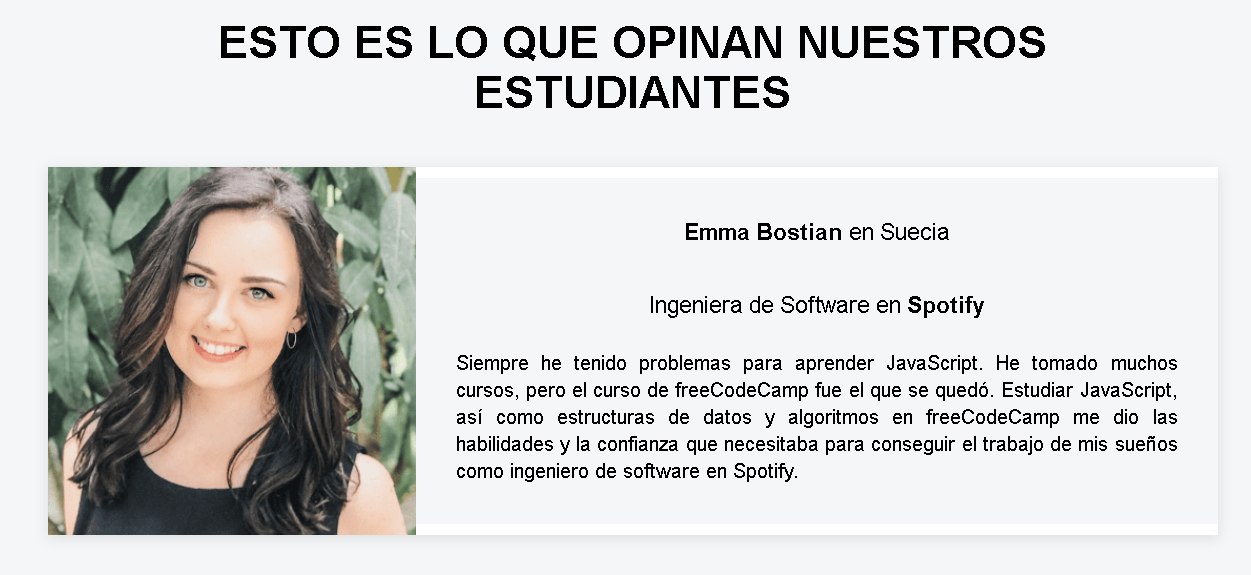 ESTO ES LO QUE OPINAN NUESTROS
ESTUDIANTES
Emma Bostian en Suecia
Ingeniera de Software en Spotify
Siempre he tenido problemas para aprender JavaScript. He tomado muchos
cursos, pero el curso de freeCodeCamp fue el que se quedó. Estudiar JavaScript,
así como estructuras de datos y algoritmos en freeCodeCamp me dio las
habilidades y la confianza que necesitaba para conseguir el trabajo de mis sueños
como ingeniero de software en Spotify.